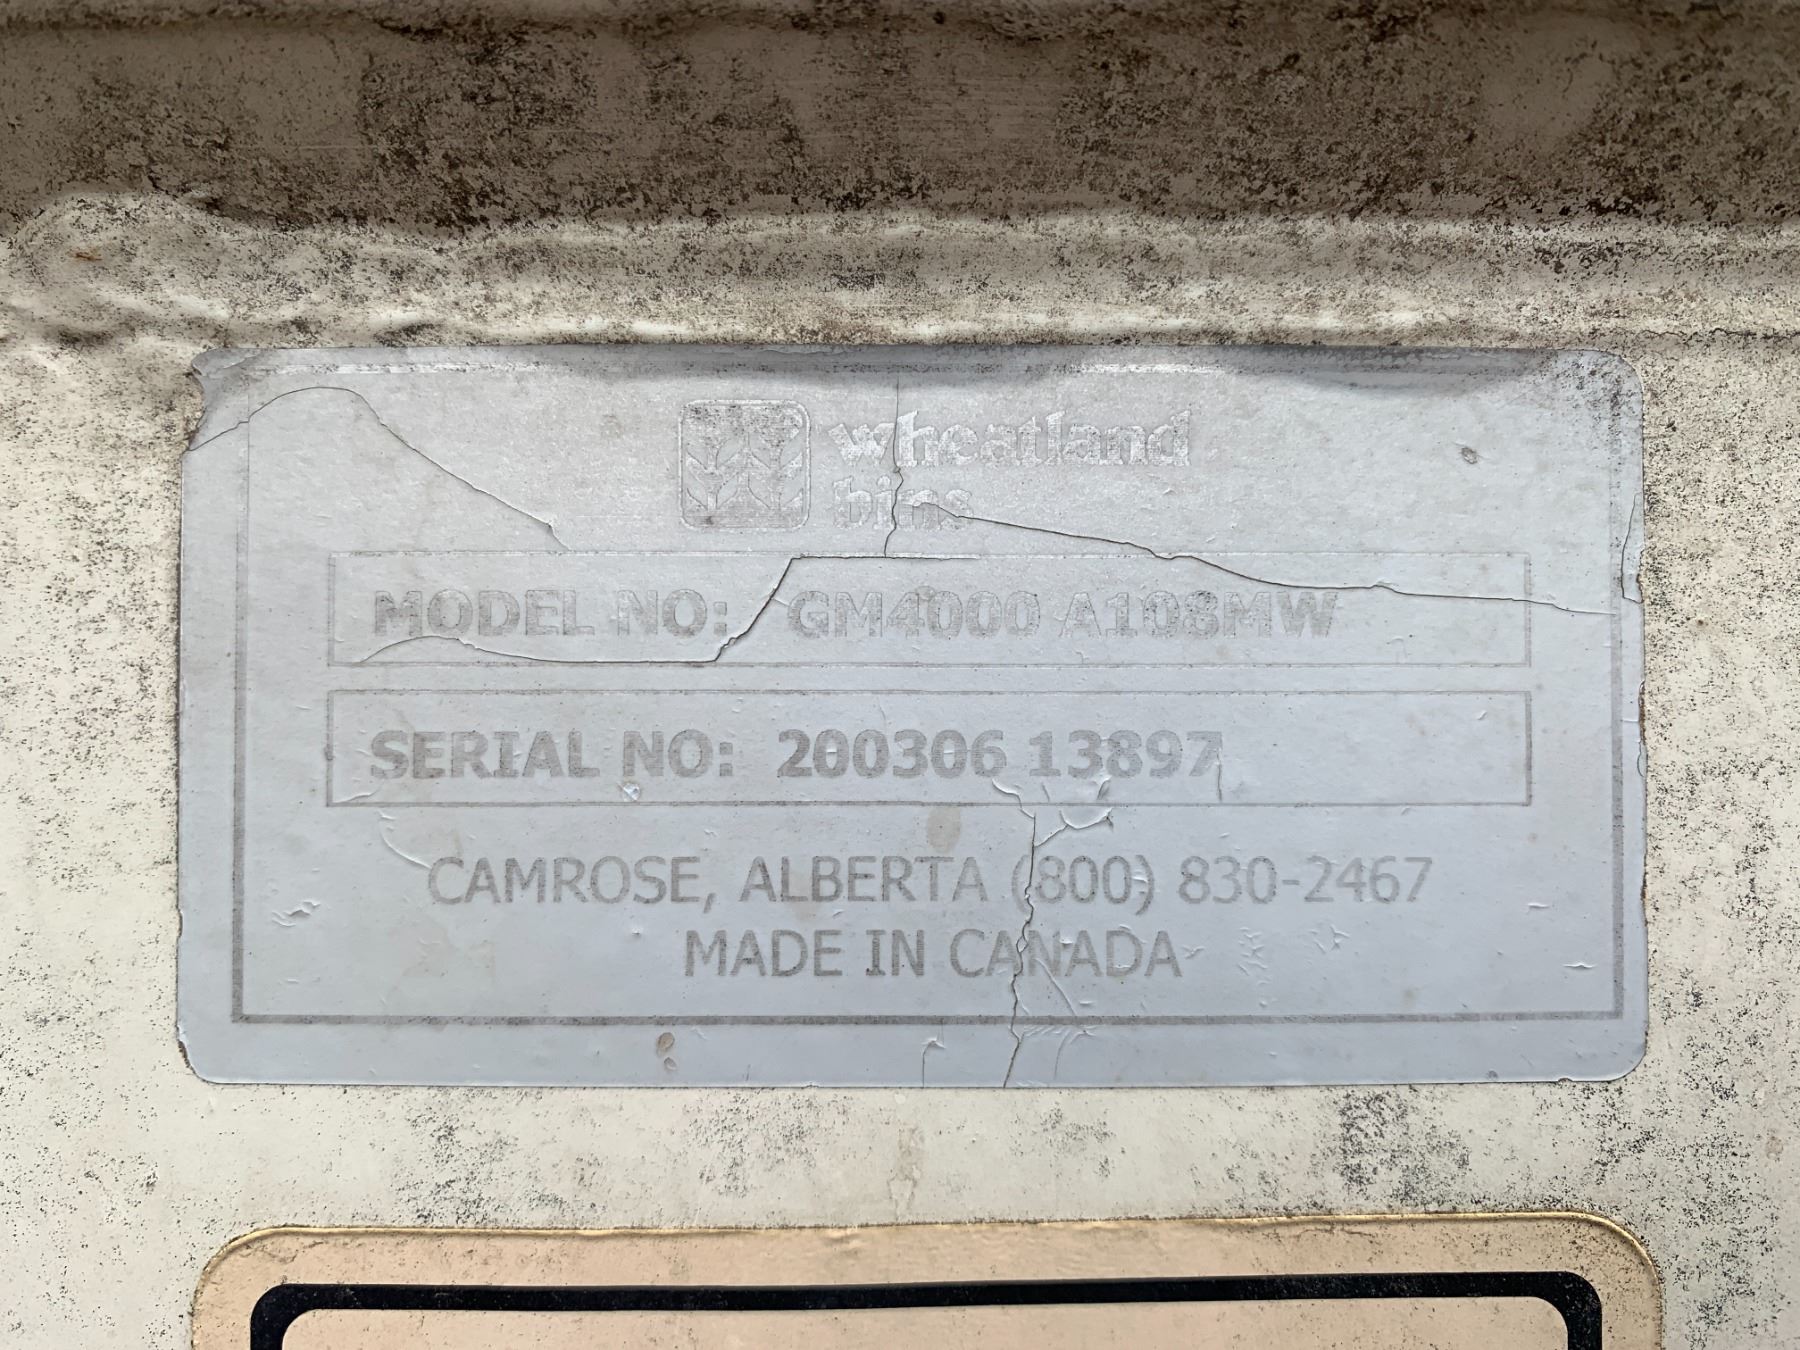 wheatland
bins
MODEL NO: GM4000 A108MW
SERIAL NO: 200306 13897
CAMROSE, ALBERTA (800) 830-2467
MADE IN CANADA